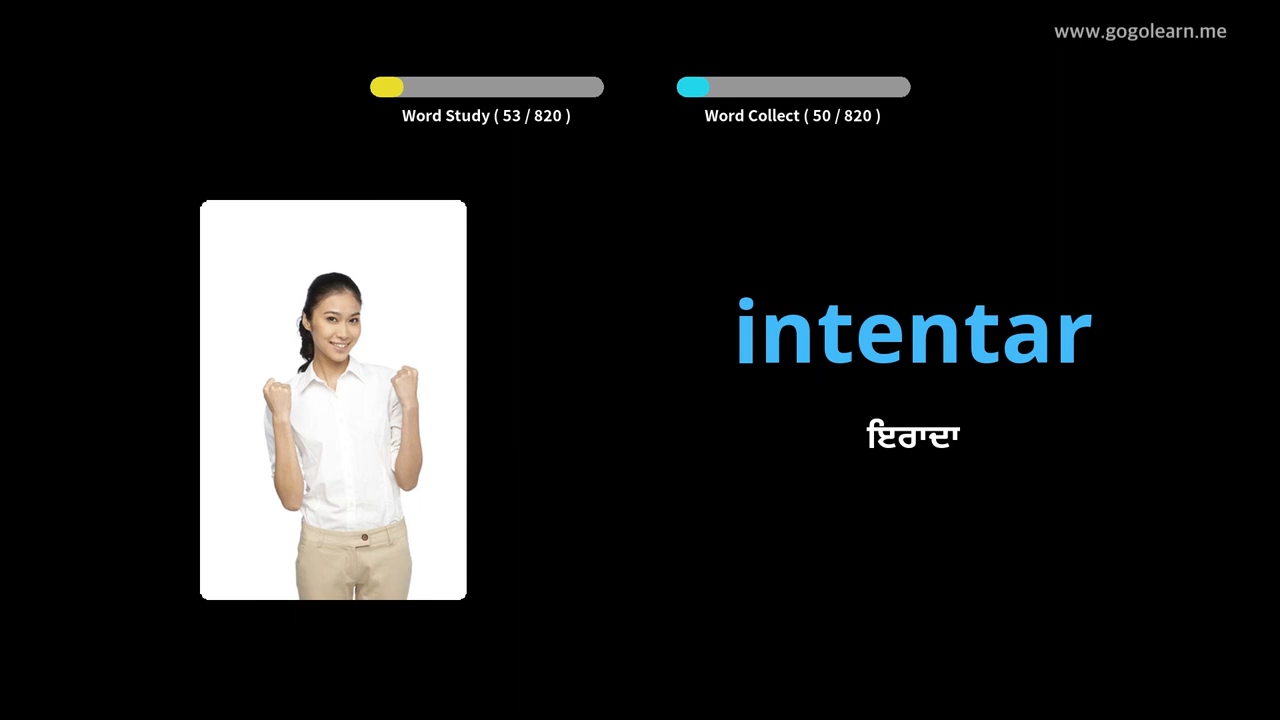 www.gogolearn.me
Word Study ( 53 / 820 )
Word Collect ( 50 / 820 )
intentar
ਇਰਾਦਾ